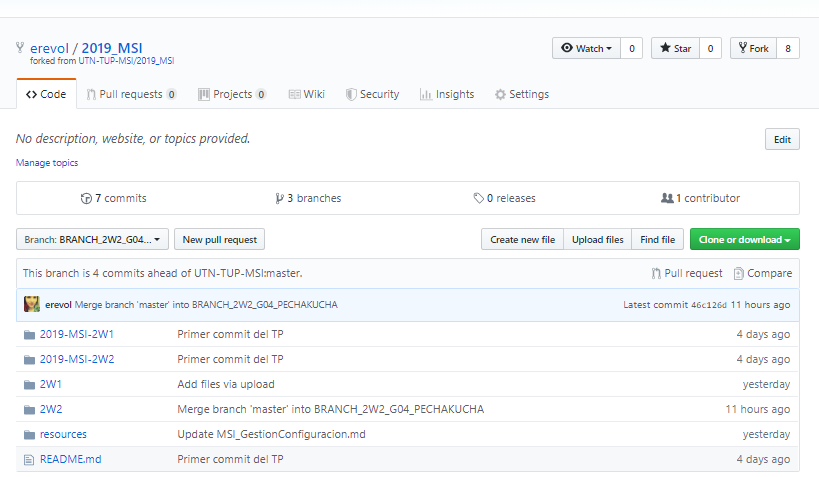 erevol / 2019_MSI
forked from UTN-TUP-MSI/2019_MSI
Watch 0 Star 0 Fork 8
Code Pull requests 0 Projects 0 Wiki Security Insights Settings
No description, website, or topics provided. Edit
Manage topics
7 commits 3 branches 0 releases 1 contributor
Branch: BRANCH_2W2_G04... New pull request Create new file Upload files Find file Clone or download
This branch is 4 commits ahead of UTN-TUP-MSI:master. Pull request Compare
erevol Merge branch 'master' into BRANCH_2W2_G04_PECHAKUCHA Latest commit 46c126d 11 hours ago
2019-MSI-2W1 Primer commit del TP 4 days ago
2019-MSI-2W2 Primer commit del TP 4 days ago
2W1 Add files via upload yesterday
2W2 Merge branch 'master' into BRANCH_2W2_G04_PECHAKUCHA 11 hours ago
resources Update MSI_GestionConfiguracion.md yesterday
README.md Primer commit del TP 4 days ago